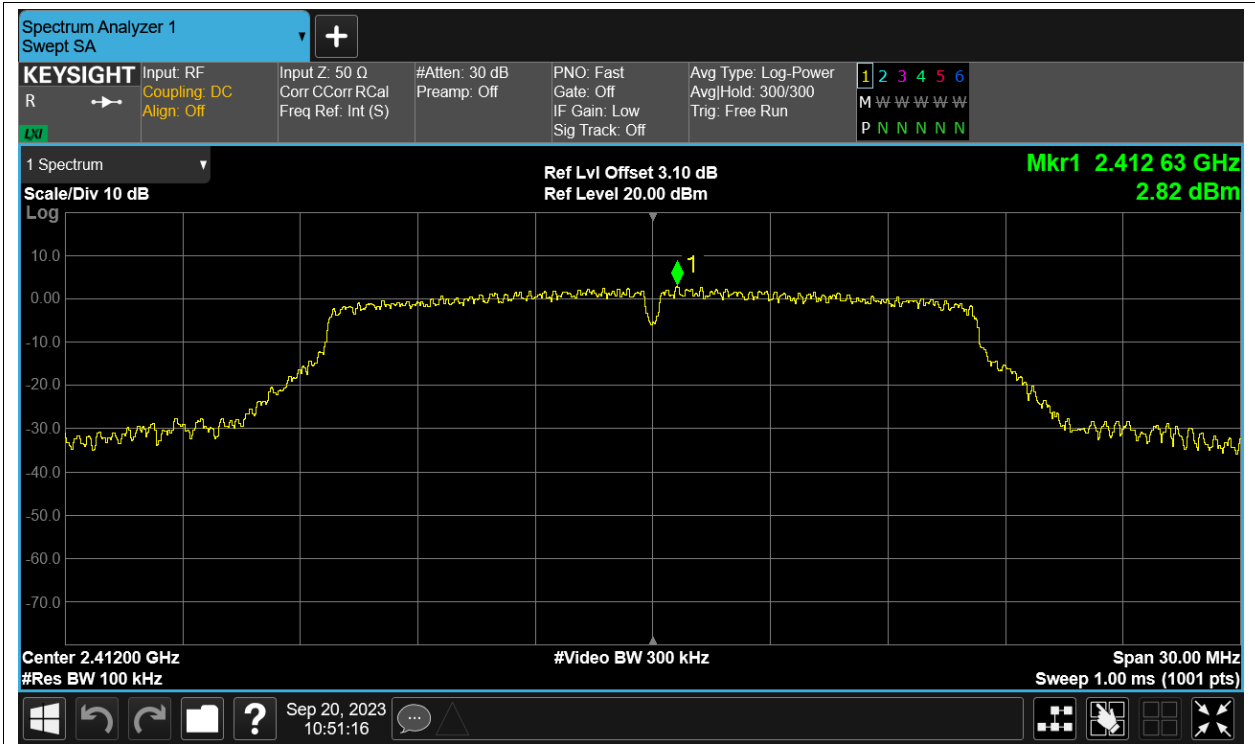 Spectrum Analyzer 1
Swept SA
KEYSIGHT
R
LXI
Input: RF
Coupling: DC
Align: Off
Input Z: 50 Ω
Corr CCorr RCal
Freq Ref: Int (S)
#Atten: 30 dB
Preamp: Off
PNO: Fast
Gate: Off
IF Gain: Low
Sig Track: Off
Avg Type: Log-Power
Avg|Hold: 300/300
Trig: Free Run
1 2 3 4 5 6
M W W W W W
P N N N N N
1 Spectrum
Scale/Div 10 dB
Log
Ref Lvl Offset 3.10 dB
Ref Level 20.00 dBm
Mkr1 2.412 63 GHz
2.82 dBm
1
10.0
0.00
-10.0
-20.0
-30.0
-40.0
-50.0
-60.0
-70.0
Center 2.41200 GHz
#Res BW 100 kHz
#Video BW 300 kHz
Span 30.00 MHz
Sweep 1.00 ms (1001 pts)
?
Sep 20, 2023
10:51:16